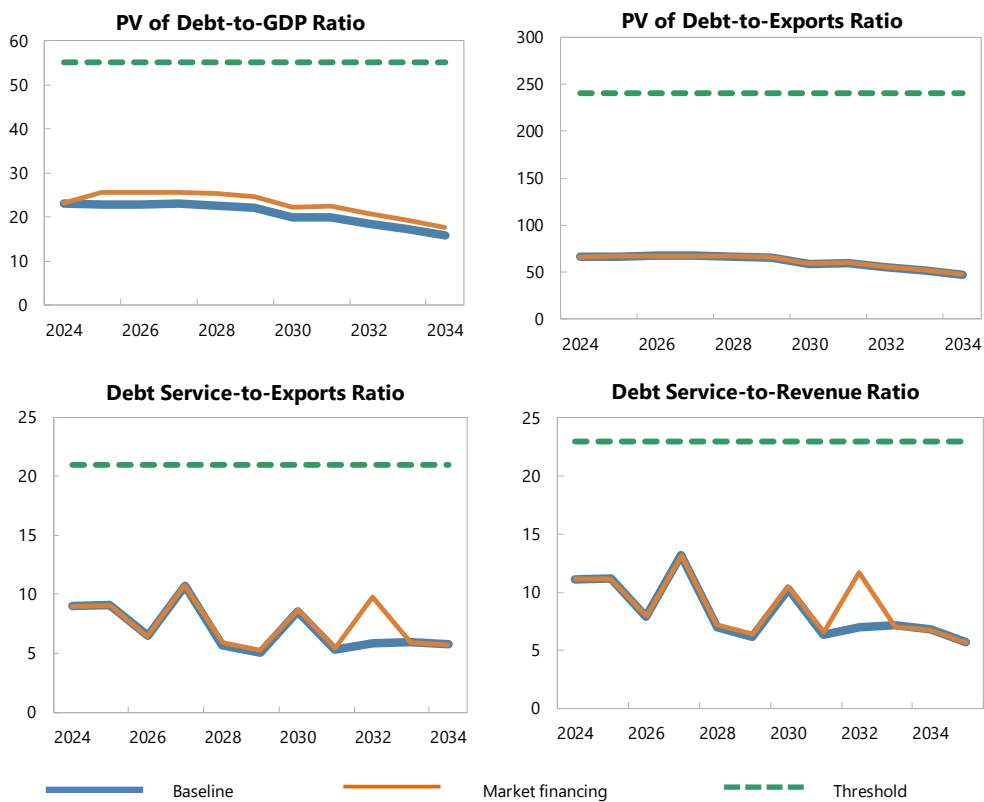 PV of Debt-to-GDP Ratio
60
50
40
30
20
10
0
2024 2026 2028 2030 2032 2034
PV of Debt-to-Exports Ratio
300
250
200
150
100
50
0
2024 2026 2028 2030 2032 2034
Debt Service-to-Exports Ratio
25
20
15
10
5
0
2024 2026 2028 2030 2032 2034
Debt Service-to-Revenue Ratio
25
20
15
10
5
0
2024 2026 2028 2030 2032 2034
Baseline Market financing Threshold